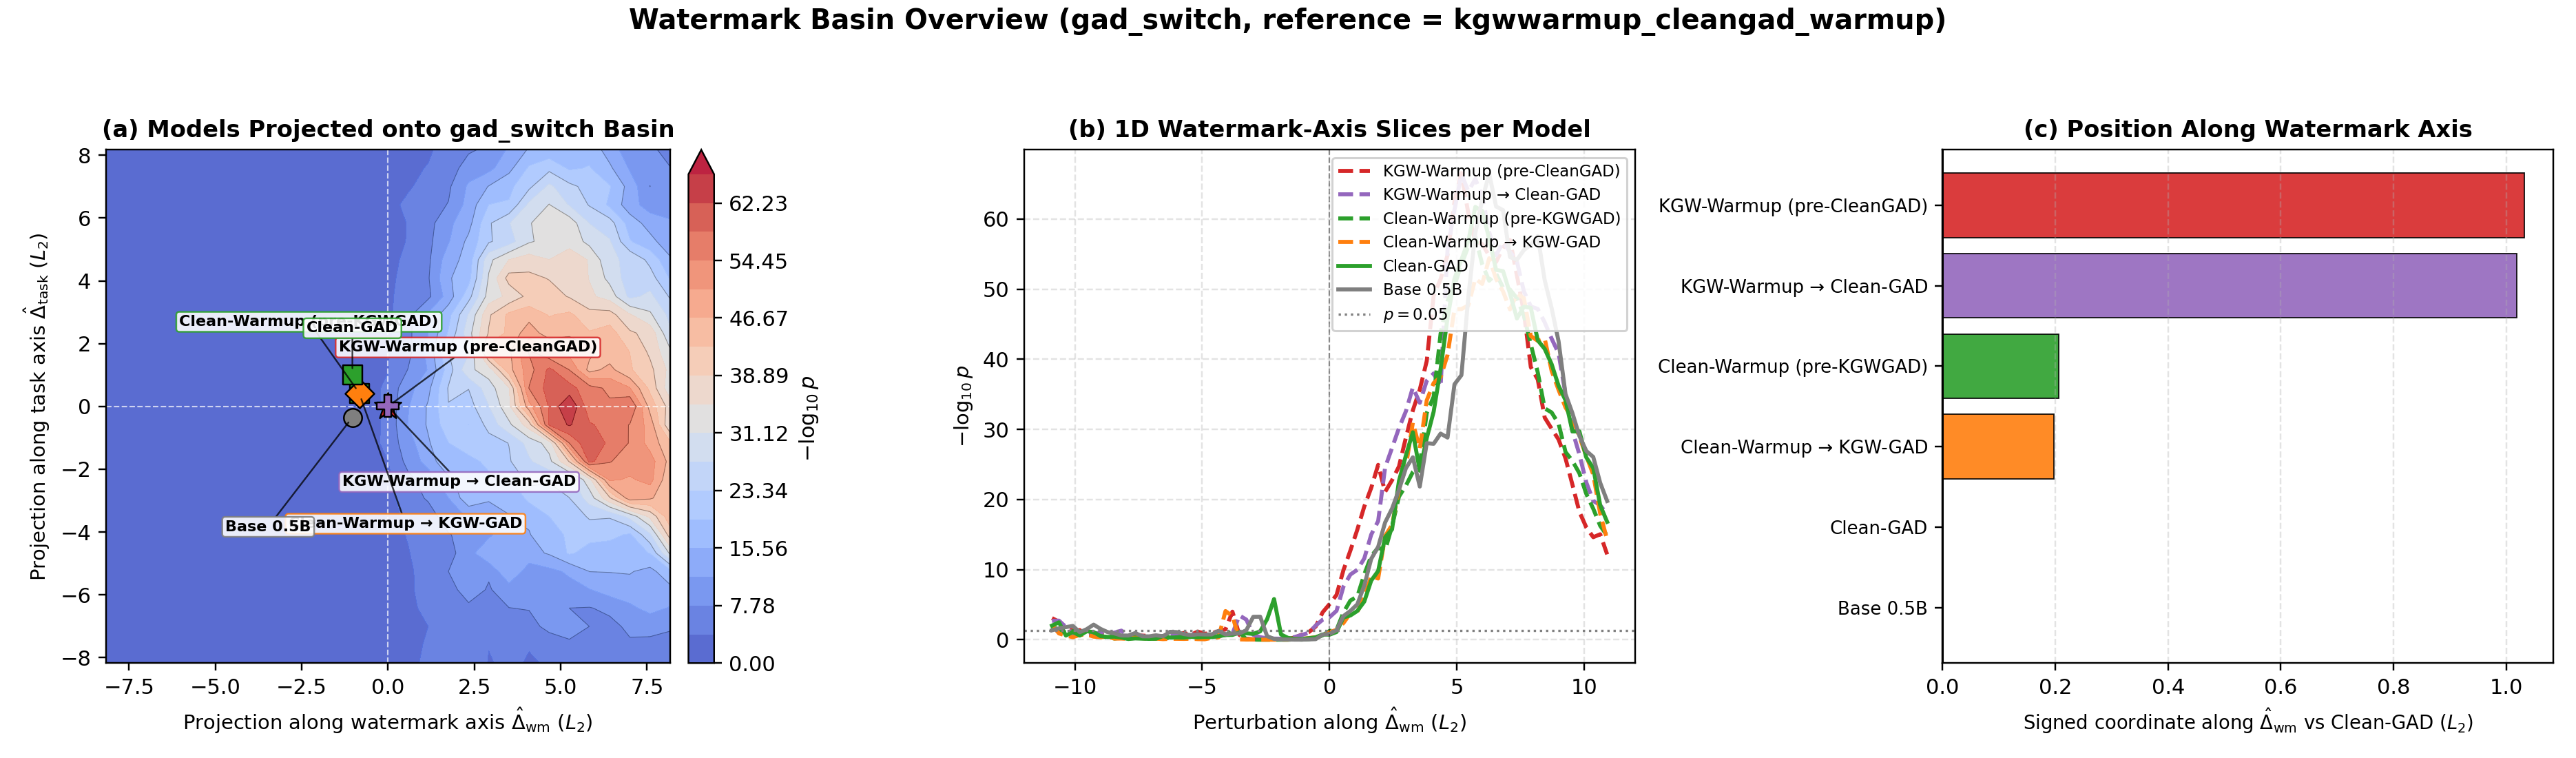 Watermark Basin Overview (gad_switch, reference = kgwwarmup_cleangad_warmup)
(a) Models Projected onto gad_switch Basin
Projection along task axis Δ̂task (L2)
8
6
4
2
0
−2
−4
−6
−8
Clean-Warmup GAD)
Clean-GAD
KGW-Warmup (pre-CleanGAD)
KGW-Warmup → Clean-GAD
Base 0.5B
an-Warmup → KGW-GAD
−7.5
−5.0
−2.5
0.0
2.5
5.0
7.5
Projection along watermark axis Δ̂wm (L2)
62.23
54.45
46.67
38.89
31.12
23.34
15.56
7.78
0.00
−log10 p
(b) 1D Watermark-Axis Slices per Model
−log10 p
60
50
40
30
20
10
0
KGW-Warmup (pre-CleanGAD)
KGW-Warmup → Clean-GAD
Clean-Warmup (pre-KGWGAD)
Clean-Warmup → KGW-GAD
Clean-GAD
Base 0.5B
p = 0.05
−10
−5
0
5
10
Perturbation along Δ̂wm (L2)
(c) Position Along Watermark Axis
KGW-Warmup (pre-CleanGAD)
KGW-Warmup → Clean-GAD
Clean-Warmup (pre-KGWGAD)
Clean-Warmup → KGW-GAD
Clean-GAD
Base 0.5B
0.0
0.2
0.4
0.6
0.8
1.0
Signed coordinate along Δ̂wm vs Clean-GAD (L2)